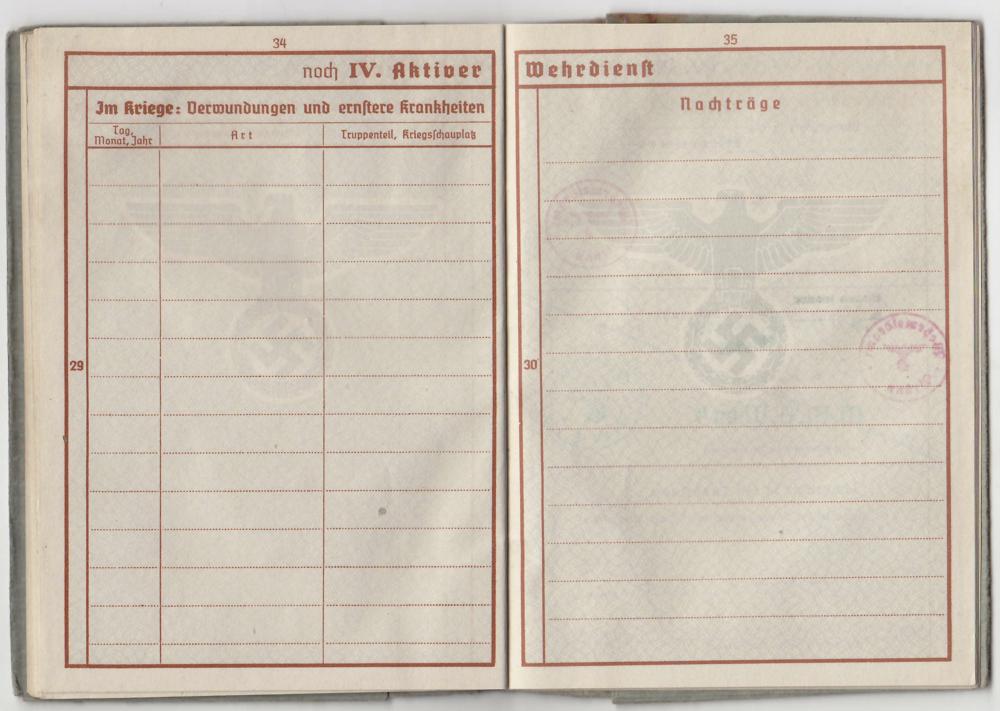 34
noch IV. Aktiver
Im Kriege: Verwundungen und ernstere Krankheiten
Tag, Monat, Jahr
Art
Truppenteil, Kriegsschauplatz
29
35
Wehrdienst
Nachträge
30